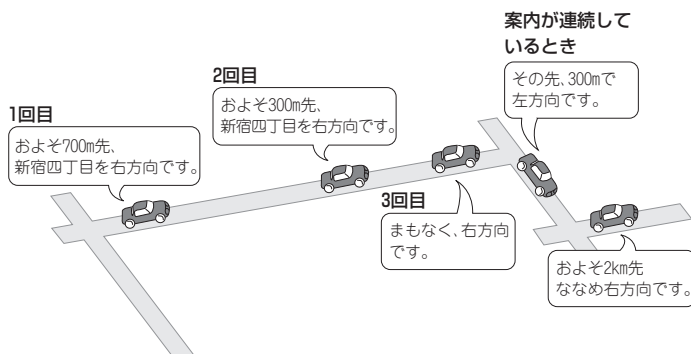 1回目
およそ700m先、
新宿四丁目を右方向です。
2回目
およそ300m先、
新宿四丁目を右方向です。
3回目
まもなく、右方向
です。
案内が連続して
いるとき
その先、300mで
左方向です。
およそ2km先
ななめ右方向です。